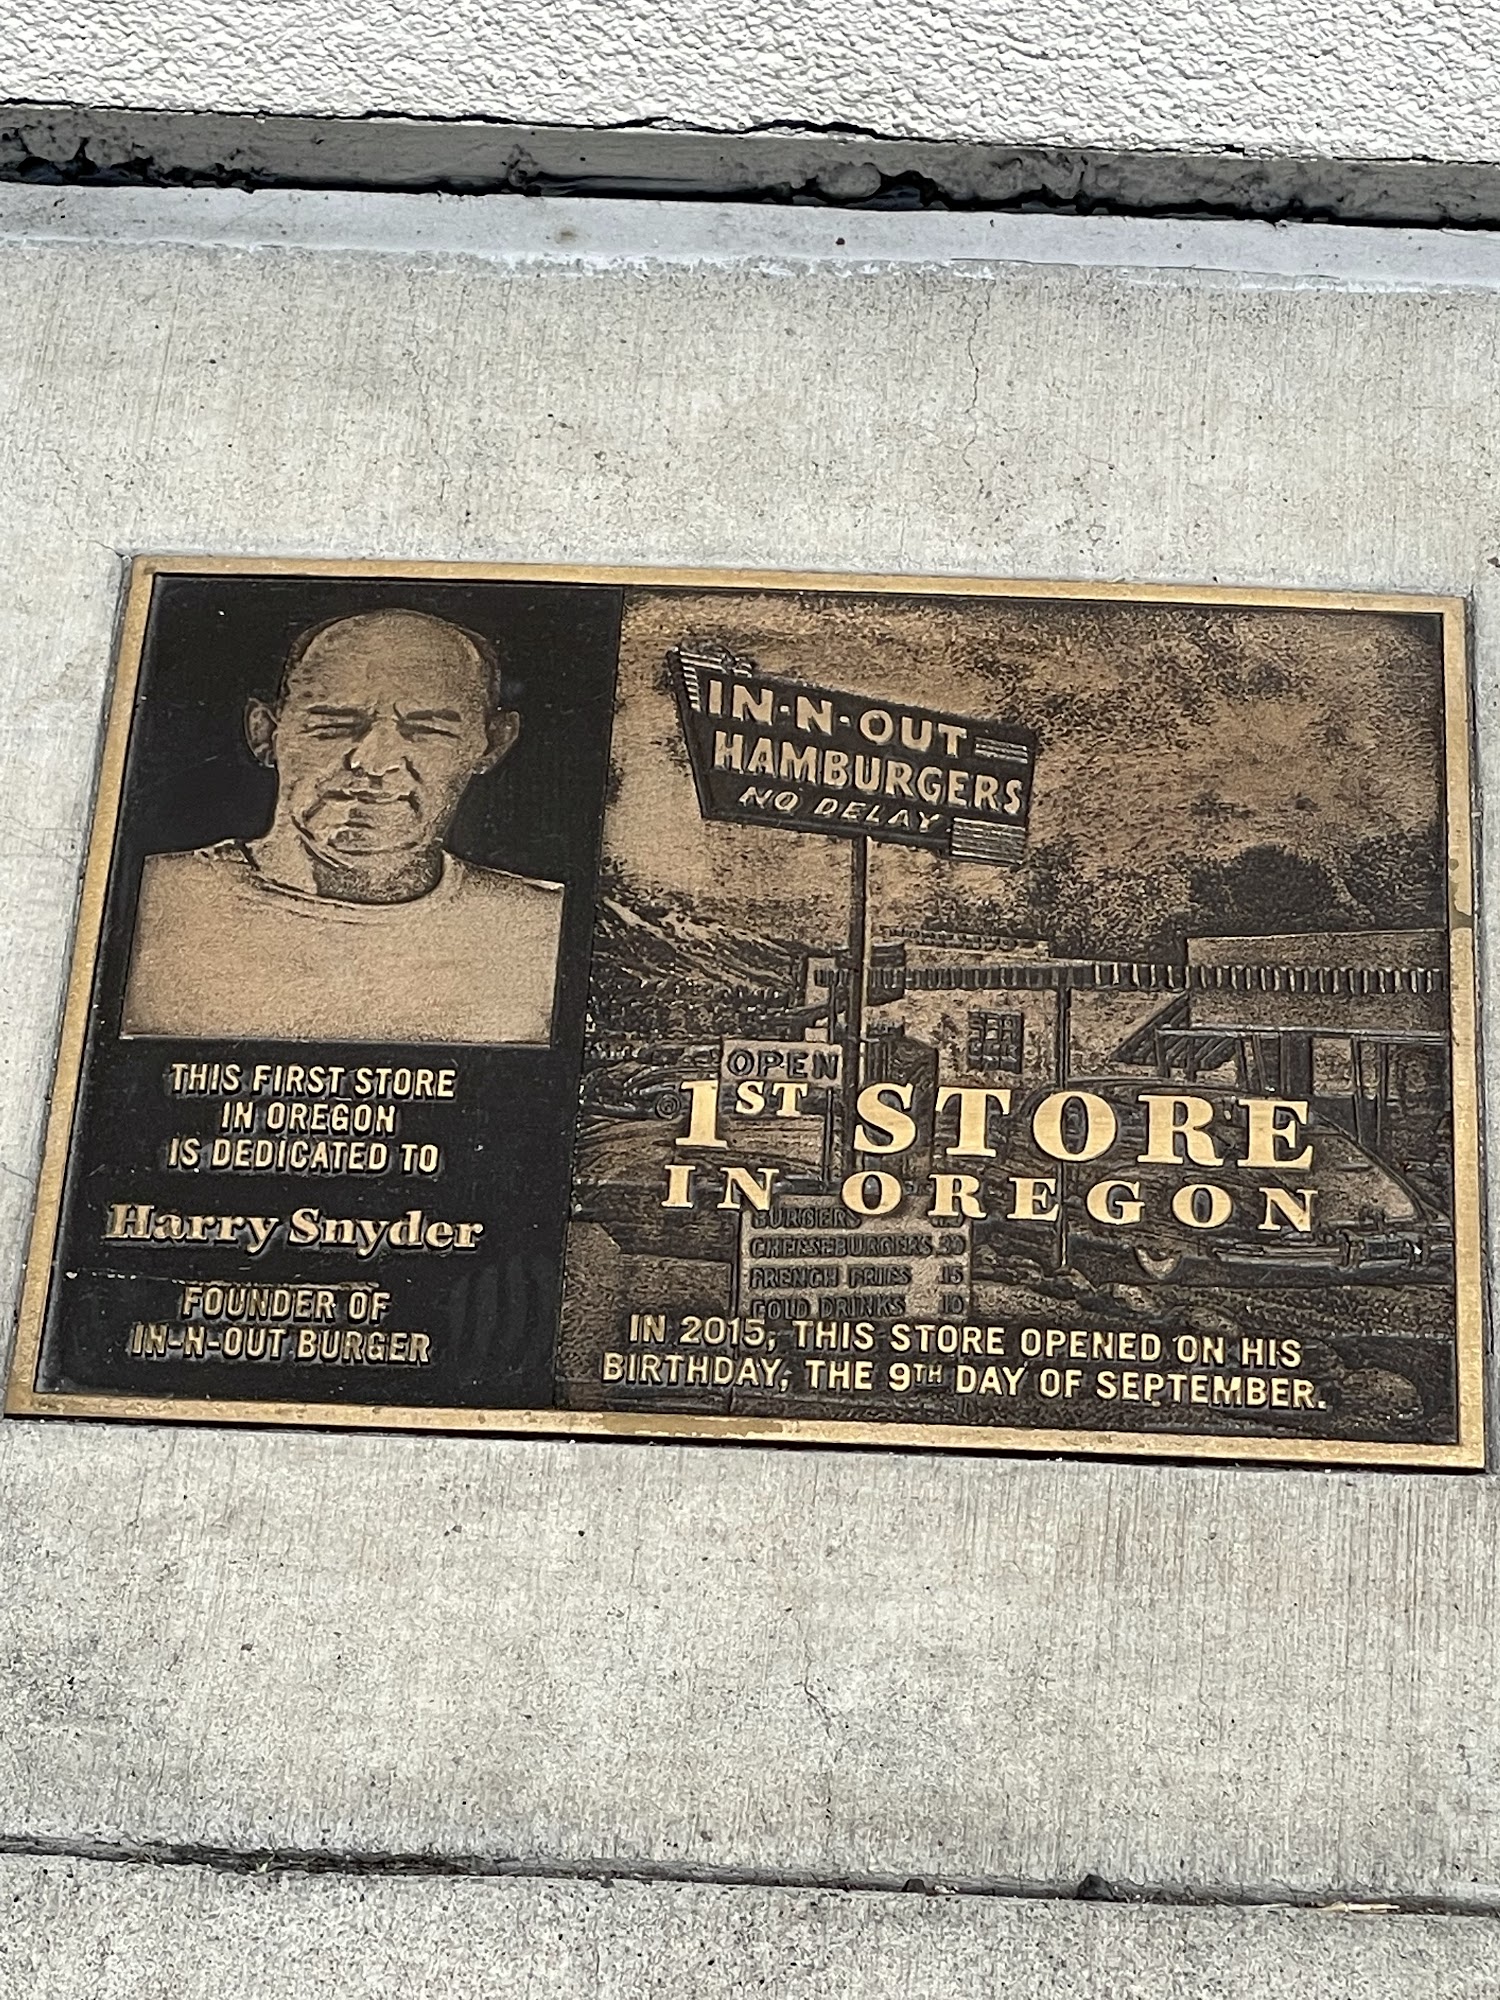 THIS FIRST STORE
IN OREGON
IS DEDICATED TO
Harry Snyder
FOUNDER OF
IN-N-OUT BURGER
IN-N-OUT
HAMBURGERS
NO DELAY
OPEN
1ST STORE
IN OREGON
BURGERS
CHEESEBURGERS 30
FRENCH FRIES 15
COLD DRINKS 10
IN 2015, THIS STORE OPENED ON HIS
BIRTHDAY, THE 9TH DAY OF SEPTEMBER.